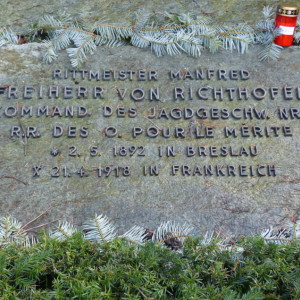 RITTMEISTER MANFRED
FREIHERR VON RICHTHOFEN
COMMAND. DES JAGDGESCHW. NR.
R.R. DES O. POUR LE MÉRITE
* 2. 5. 1892 IN BRESLAU
X 21. 4. 1918 IN FRANKREICH